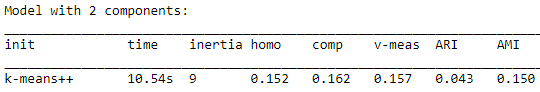 Model with 2 components:
init time inertia homo comp v-meas ARI AMI
k-means++ 10.54s 9 0.152 0.162 0.157 0.043 0.150